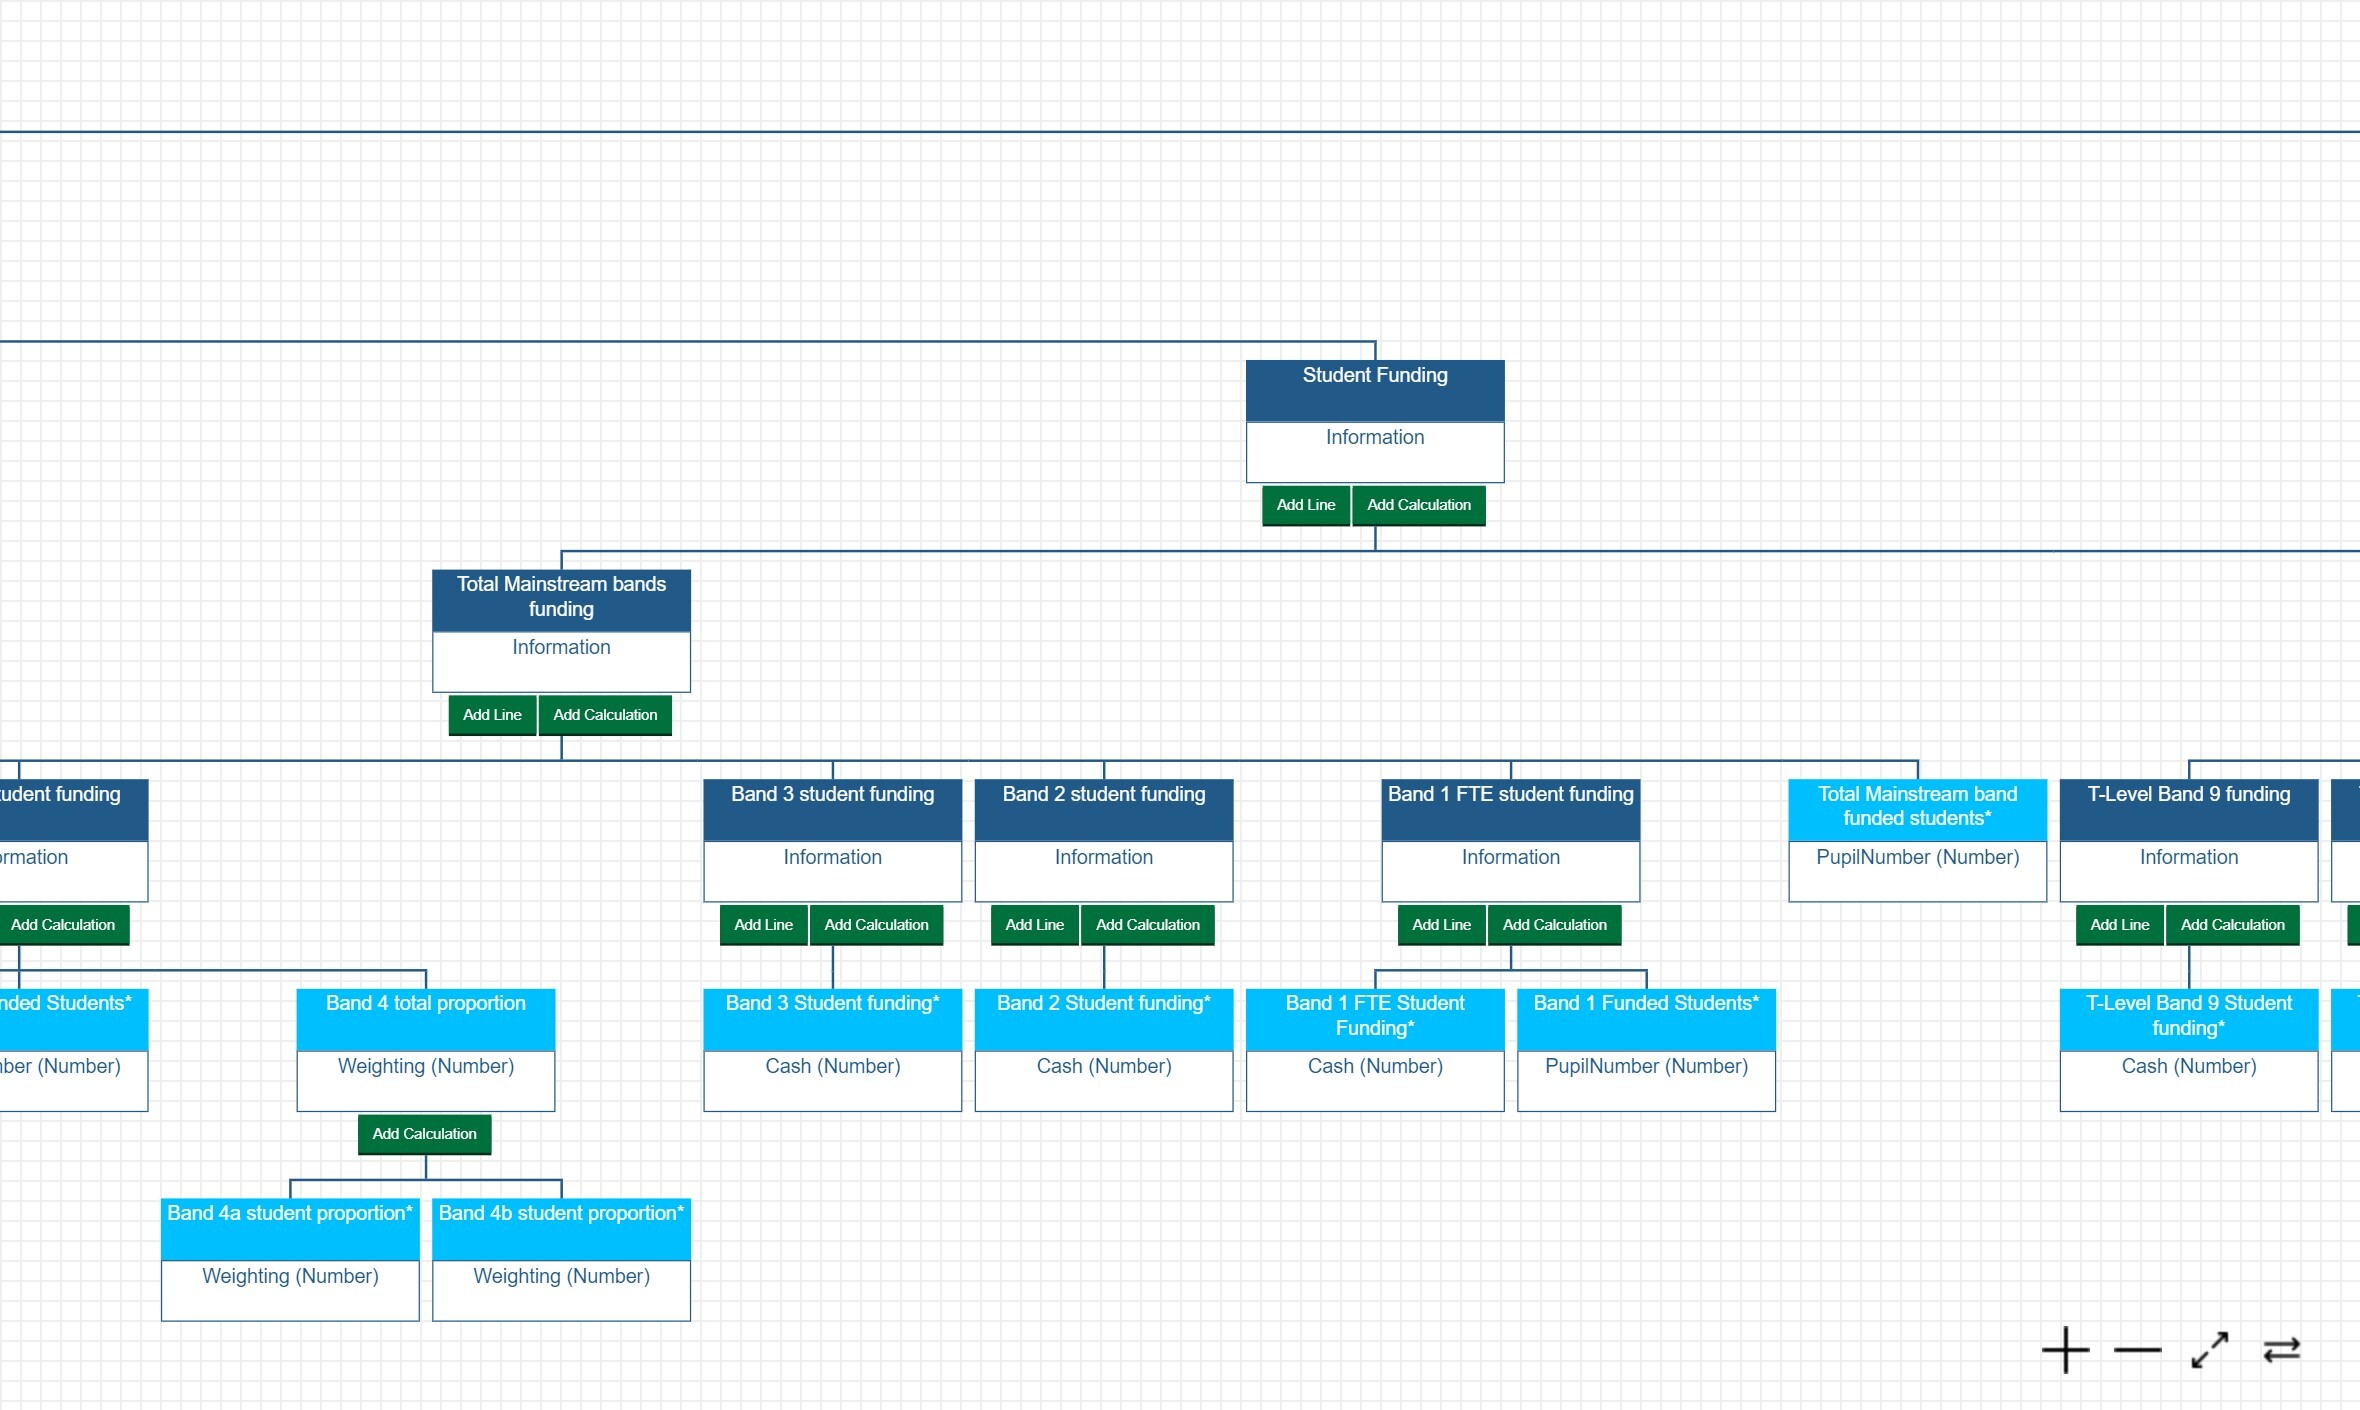 Student Funding
Information
Add Line
Add Calculation
Total Mainstream bands
funding
Information
Add Line
Add Calculation
udent funding
Band 3 student funding
Band 2 student funding
Band 1 FTE student funding
Total Mainstream band
funded students*
T-Level Band 9 funding
rmation
Information
Information
Information
PupilNumber (Number)
Information
Add Calculation
Add Line
Add Calculation
Add Line
Add Calculation
Add Line
Add Calculation
Add Line
Add Calculation
nded Students*
Band 4 total proportion
Band 3 Student funding*
Band 2 Student funding*
Band 1 FTE Student
Funding*
Band 1 Funded Students*
T-Level Band 9 Student
funding*
ber (Number)
Weighting (Number)
Cash (Number)
Cash (Number)
Cash (Number)
PupilNumber (Number)
Cash (Number)
Add Calculation
Band 4a student proportion*
Band 4b student proportion*
Weighting (Number)
Weighting (Number)